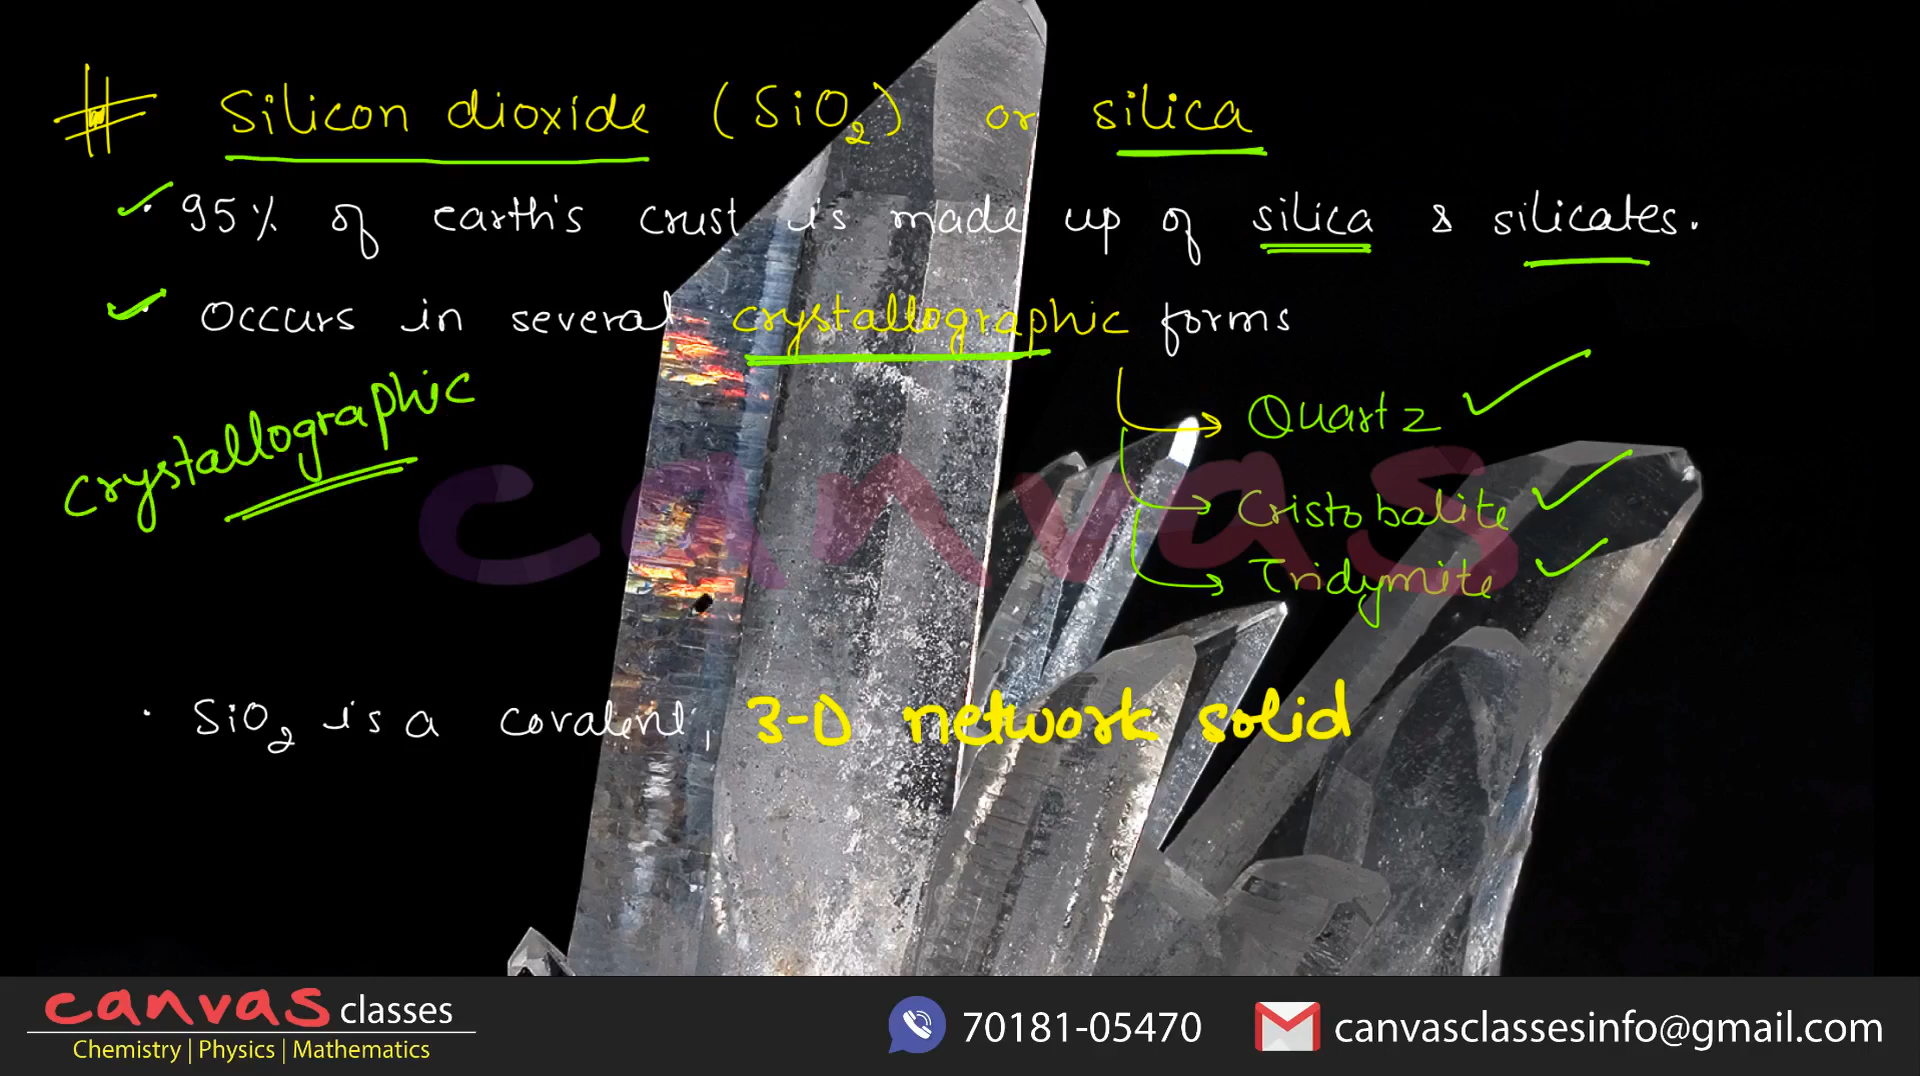 # Silicon dioxide (SiO2) or silica
· 95% of earth's crust is made up of silica & silicates.
· Occurs in several crystallographic forms
crystallographic
→ Quartz
→ Cristobalite
→ Tridymite
canvas
· SiO2 is a covalent, 3-D network solid
canvas classes
Chemistry | Physics | Mathematics
70181-05470
canvasclassesinfo@gmail.com